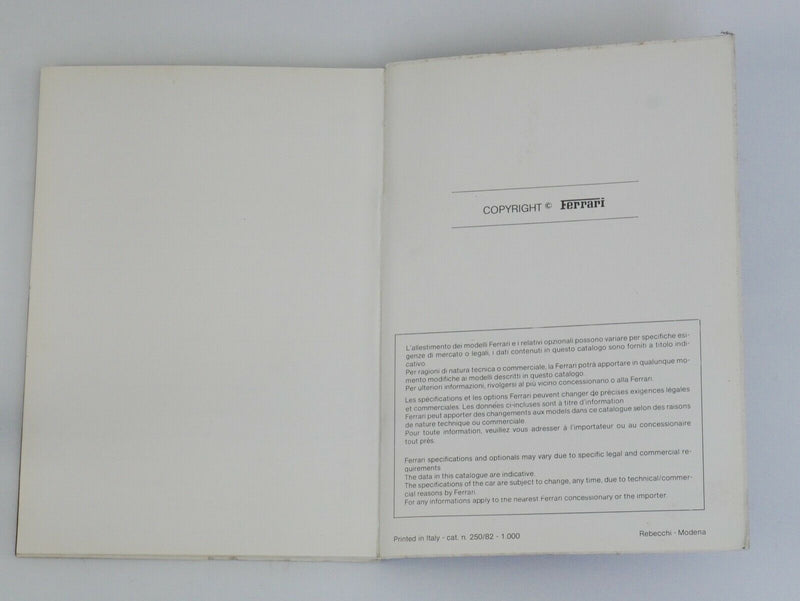 COPYRIGHT © Ferrari
L'allestimento dei modelli Ferrari e i relativi opzionali possono variare per specifiche esi-
genze di mercato o legali, i dati contenuti in questo catalogo sono forniti a titolo indi-
cativo.
Per ragioni di natura tecnica o commerciale, la Ferrari potrà apportare in qualunque mo-
mento modifiche ai modelli descritti in questo catalogo.
Per ulteriori informazioni, rivolgersi al più vicino concessionario o alla Ferrari.
Les spécifications et les options Ferrari peuvent changer de précises exigences légales
et commerciales. Les données ci-incluses sont à titre d'information
Ferrari peut apporter des changements aux models dans ce catalogue selon des raisons
de nature technique ou commerciale.
Pour toute information, veuillez vous adresser à l'importateur ou au concessionaire
tout près.
Ferrari specifications and optionals may vary due to specific legal and commercial re-
quirements
The data in this catalogue are indicative.
The specifications of the car are subject to change, any time, due to technical/commer-
cial reasons by Ferrari.
For any informations apply to the nearest Ferrari concessionary or the importer
Printed in Italy - cat. n. 250/82 - 1.000
Rebecchi - Modena